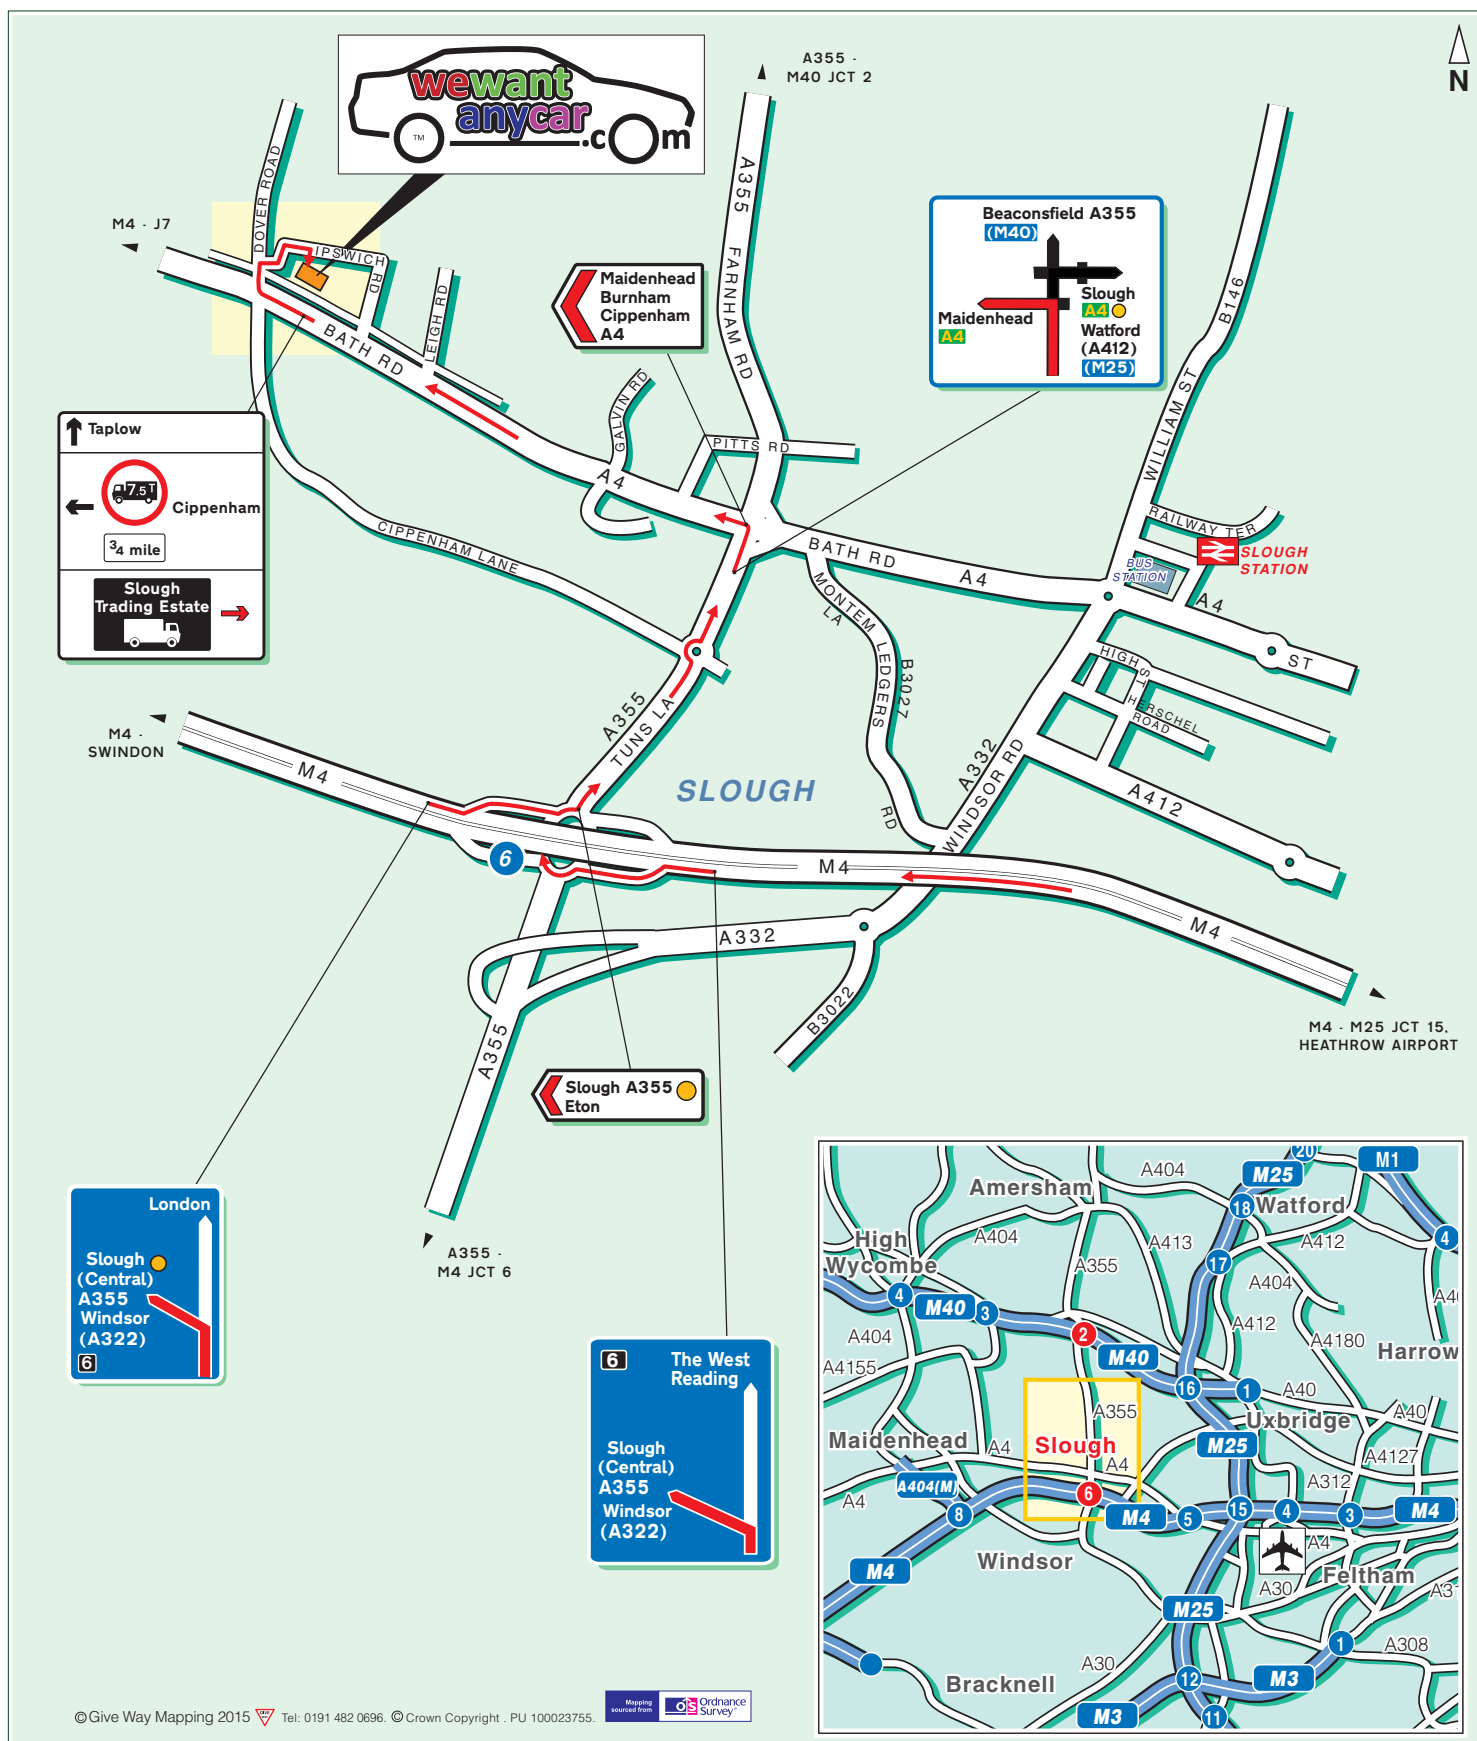 A355 -
M40 JCT 2
N
wewant
anycar
.com
TM
M4 - J7
DOVER ROAD
IPSWICH
RD
LEIGH RD
BATH RD
A355
FARNHAM RD
Maidenhead
Burnham
Cippenham
A4
Beaconsfield A355
(M40)
Slough
A4
Maidenhead
A4
Watford
(A412)
(M25)
B146
WILLIAM ST
GALVIN RD
PITTS RD
A4
Taplow
7.5T
Cippenham
3/4 mile
Slough
Trading Estate
CIPPENHAM LANE
BATH RD
A4
RAILWAY TER
BUS
STATION
SLOUGH
STATION
A4
ST
MONTEM
LA
LEDGERS
RD
B3027
HIGH
ST
HERSCHEL
ROAD
A355
TUNS LA
A332
WINDSOR RD
A412
M4 -
SWINDON
M4
SLOUGH
6
M4
M4
A332
B3022
A355
M4 - M25 JCT 15,
HEATHROW AIRPORT
Slough A355
Eton
A355 -
M4 JCT 6
London
Slough
(Central)
A355
Windsor
(A322)
6
6
The West
Reading
Slough
(Central)
A355
Windsor
(A322)
20
M1
A404
M25
Amersham
18
Watford
High
Wycombe
A404
A413
A412
4
A355
17
A404
4
M40
3
A412
A4180
A404
2
M40
Harrow
A4155
16
1
A40
A355
A40
Uxbridge
Maidenhead
A4
Slough
M25
A4127
A4
A312
A404(M)
A4
6
8
M4
5
15
4
3
M4
A4
Windsor
M4
A30
Feltham
M25
1
A308
A30
Bracknell
12
M3
M3
11
© Give Way Mapping 2015
GIVE WAY
Tel: 0191 482 0696. © Crown Copyright . PU 100023755.
Mapping
sourced from
OS
Ordnance
Survey